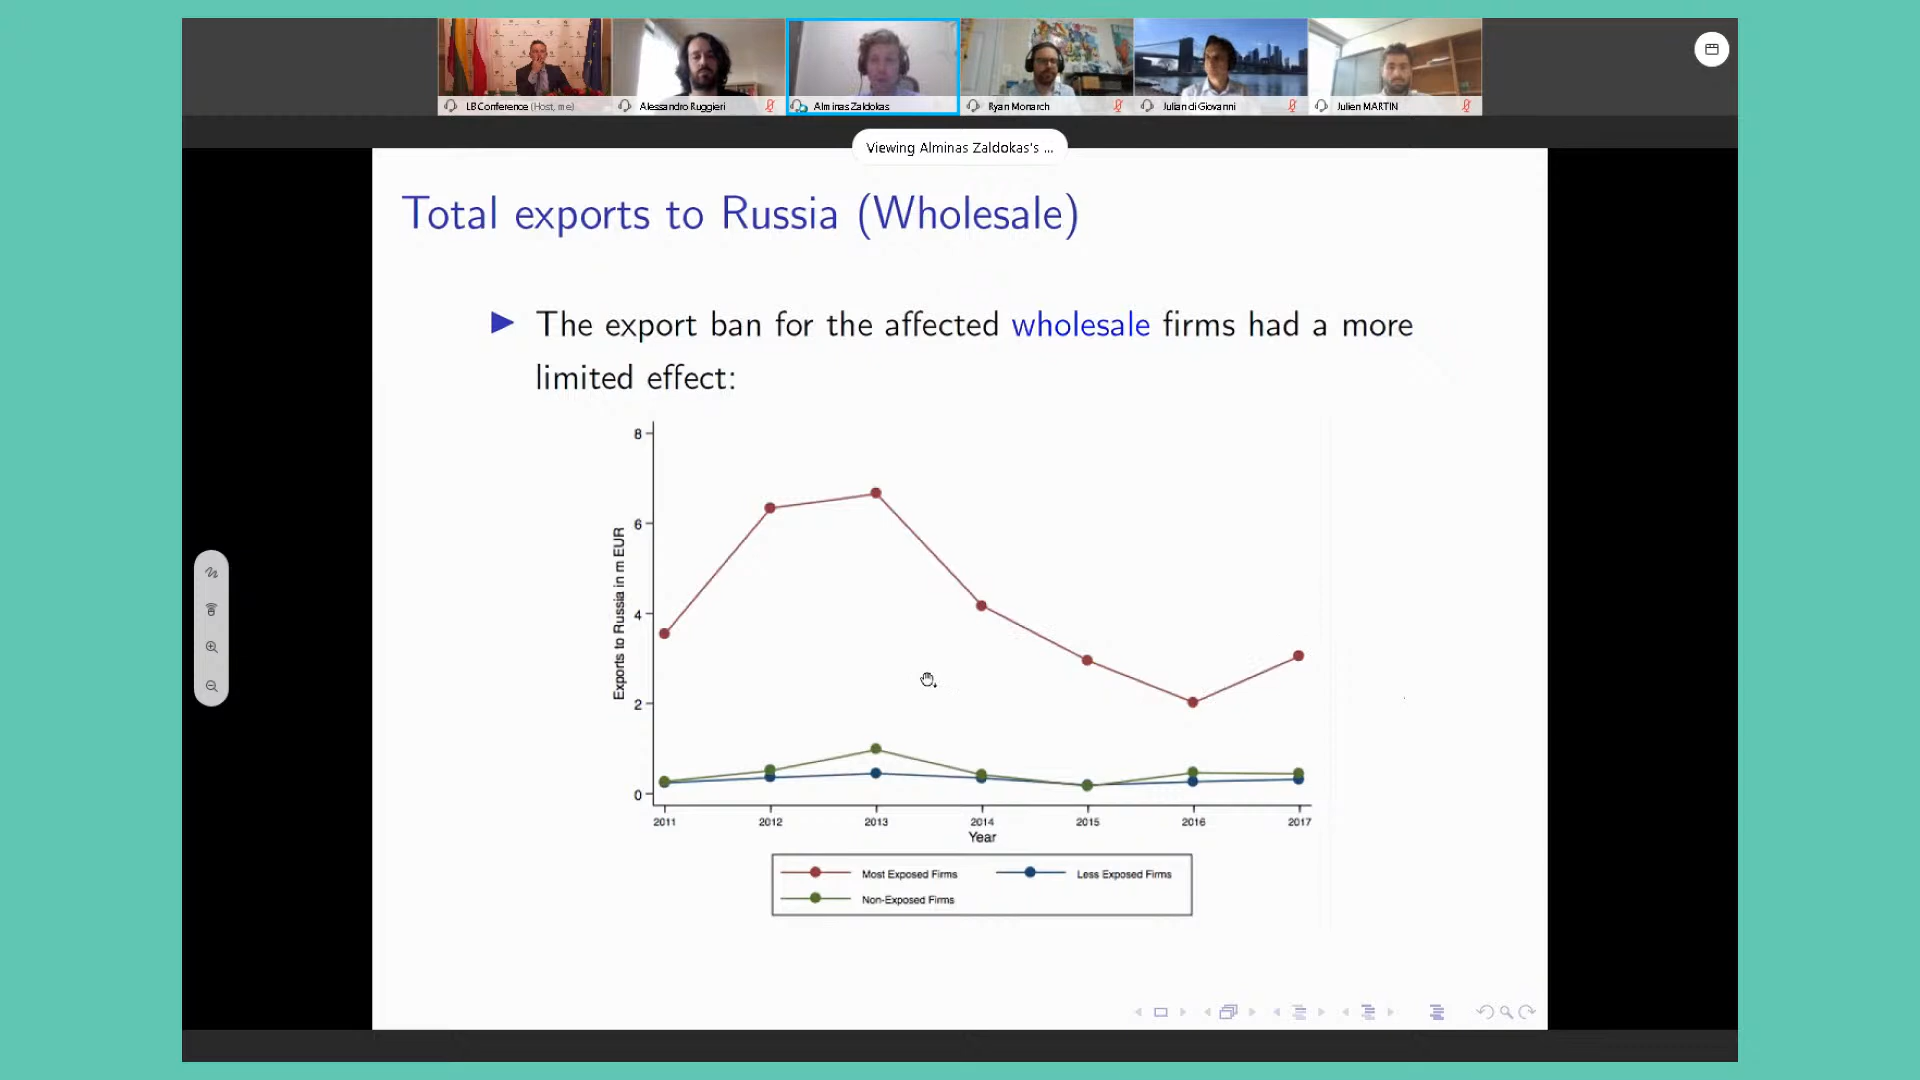 LB Conference (Host, me)
Alessandro Ruggieri
Alminas Zaldokas
Ryan Monarch
Julian di Giovanni
Julien MARTIN
Viewing Alminas Zaldokas's ...
Total exports to Russia (Wholesale)
The export ban for the affected wholesale firms had a more
limited effect:
8
6
4
2
0
Exports to Russia in m EUR
2011 2012 2013 2014 2015 2016 2017
Year
Most Exposed Firms
Less Exposed Firms
Non-Exposed Firms